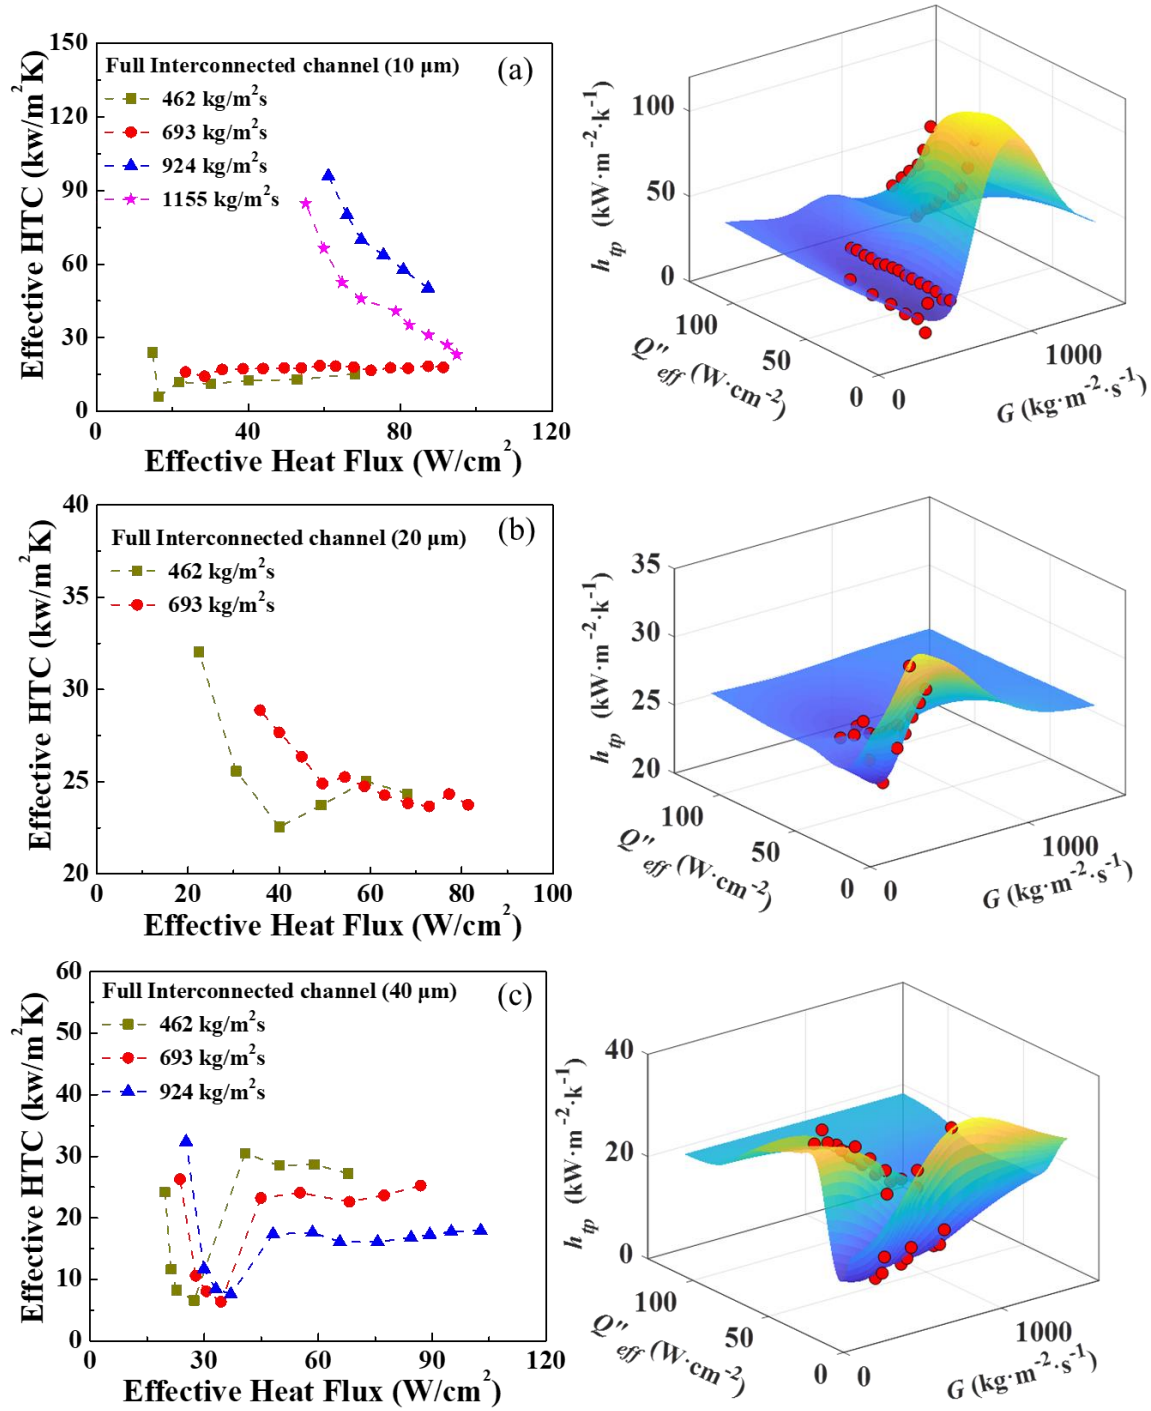 Effective HTC (kw/m²K)
150
120
90
60
30
0
Full Interconnected channel (10 μm)
(a)
462 kg/m²s
693 kg/m²s
924 kg/m²s
1155 kg/m²s
0 40 80 120
Effective Heat Flux (W/cm²)
h tp (kW·m⁻²·k⁻¹)
100
50
0
100
50
0
Q″eff (W·cm⁻²)
0
1000
G (kg·m⁻²·s⁻¹)
Effective HTC (kw/m²K)
40
35
30
25
20
Full Interconnected channel (20 μm)
(b)
462 kg/m²s
693 kg/m²s
0 20 40 60 80 100
Effective Heat Flux (W/cm²)
h tp (kW·m⁻²·k⁻¹)
35
30
25
20
100
50
0
Q″eff (W·cm⁻²)
0
1000
G (kg·m⁻²·s⁻¹)
Effective HTC (kw/m²K)
60
50
40
30
20
10
0
Full Interconnected channel (40 μm)
(c)
462 kg/m²s
693 kg/m²s
924 kg/m²s
0 30 60 90 120
Effective Heat Flux (W/cm²)
h tp (kW·m⁻²·k⁻¹)
40
20
0
100
50
0
Q″eff (W·cm⁻²)
0
1000
G (kg·m⁻²·s⁻¹)